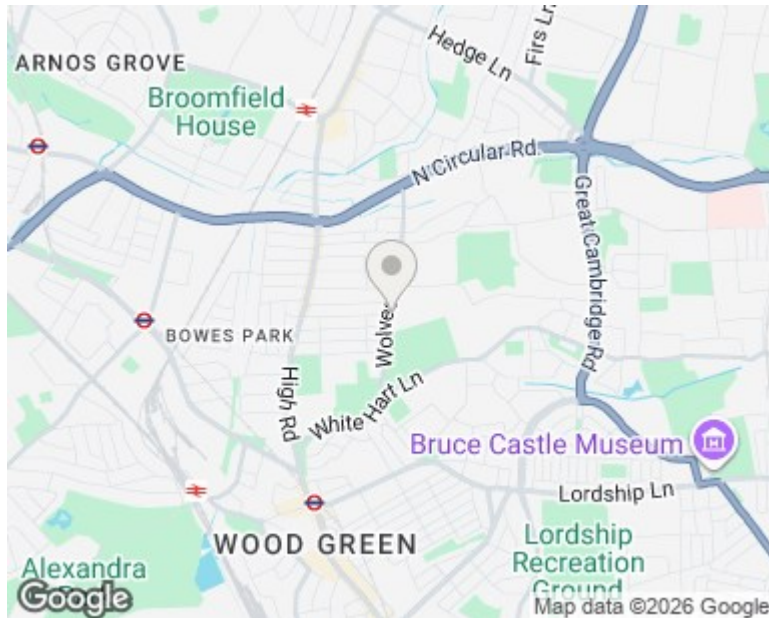 Firs Ln
Hedge Ln
ARNOS GROVE
Broomfield
House
N Circular Rd.
Great Cambridge Rd
BOWES PARK
High Rd
White Hart Ln
Bruce Castle Museum
Lordship Ln
WOOD GREEN
Lordship
Recreation
Ground
Alexandra
Google
Map data ©2026 Google